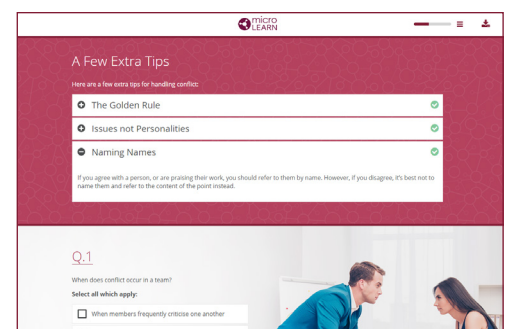 micro
LEARN
A Few Extra Tips
Here are a few extra tips for handling conflict:
The Golden Rule
Issues not Personalities
Naming Names
If you agree with a person, or are praising their work, you should refer to them by name. However, if you disagree, it's best not to
name them and refer to the content of the point instead.
Q.1
When does conflict occur in a team?
Select all which apply:
When members frequently criticise one another